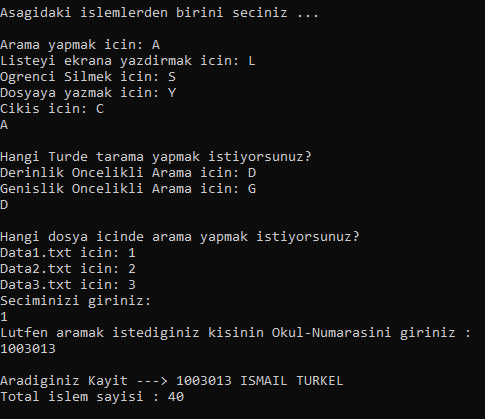 Asagidaki islemlerden birini seciniz ...
Arama yapmak icin: A
Listeyi ekrana yazdirmak icin: L
Ogrenci Silmek icin: S
Dosyaya yazmak icin: Y
Cikis icin: C
A
Hangi Turde tarama yapmak istiyorsunuz?
Derinlik Oncelikli Arama icin: D
Genislik Oncelikli Arama icin: G
D
Hangi dosya icinde arama yapmak istiyorsunuz?
Data1.txt icin: 1
Data2.txt icin: 2
Data3.txt icin: 3
Seciminizi giriniz:
1
Lutfen aramak istediginiz kisinin Okul-Numarasini giriniz :
1003013
Aradiginiz Kayit ---> 1003013 ISMAIL TURKEL
Total islem sayisi : 40